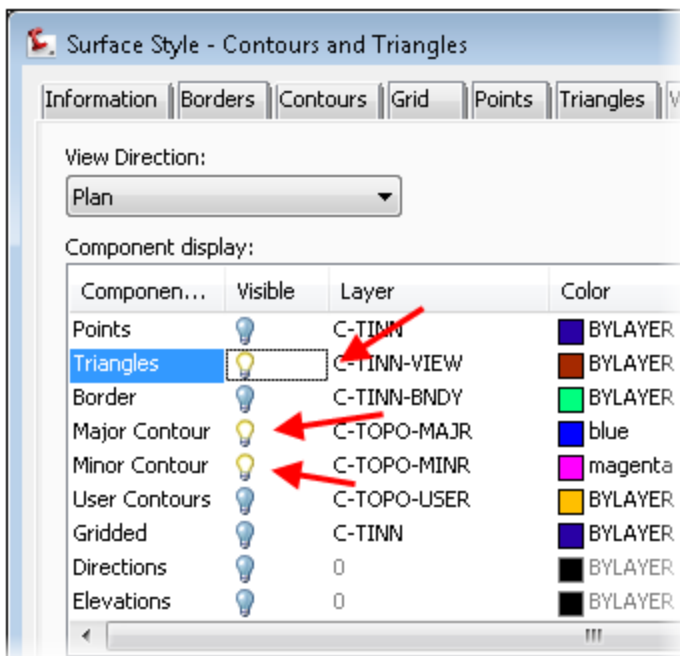 Surface Style - Contours and Triangles
Information Borders Contours Grid Points Triangles
View Direction:
Plan
Component display:
Componen... Visible Layer Color
Points C-TINN BYLAYER
Triangles C-TINN-VIEW BYLAYER
Border C-TINN-BNDY BYLAYER
Major Contour C-TOPO-MAJR blue
Minor Contour C-TOPO-MINR magenta
User Contours C-TOPO-USER BYLAYER
Gridded C-TINN BYLAYER
Directions 0 BYLAYER
Elevations 0 BYLAYER